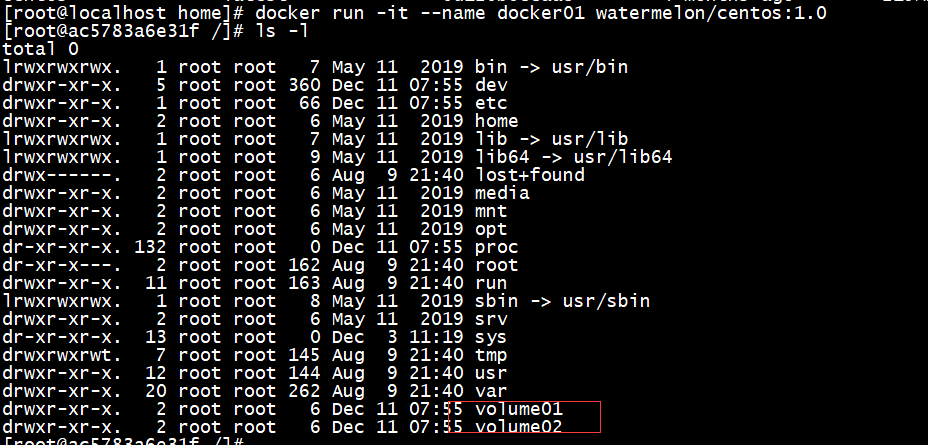 [root@localhost home]# docker run -it --name docker01 watermelon/centos:1.0
[root@ac5783a6e31f /]# ls -l
total 0
lrwxrwxrwx.   1 root root   7 May 11  2019 bin -> usr/bin
drwxr-xr-x.   5 root root 360 Dec 11 07:55 dev
drwxr-xr-x.   1 root root  66 Dec 11 07:55 etc
drwxr-xr-x.   2 root root   6 May 11  2019 home
lrwxrwxrwx.   1 root root   7 May 11  2019 lib -> usr/lib
lrwxrwxrwx.   1 root root   9 May 11  2019 lib64 -> usr/lib64
drwx------.   2 root root   6 Aug  9 21:40 lost+found
drwxr-xr-x.   2 root root   6 May 11  2019 media
drwxr-xr-x.   2 root root   6 May 11  2019 mnt
drwxr-xr-x.   2 root root   6 May 11  2019 opt
dr-xr-xr-x. 132 root root   0 Dec 11 07:55 proc
dr-xr-x---.   2 root root 162 Aug  9 21:40 root
drwxr-xr-x.  11 root root 163 Aug  9 21:40 run
lrwxrwxrwx.   1 root root   8 May 11  2019 sbin -> usr/sbin
drwxr-xr-x.   2 root root   6 May 11  2019 srv
dr-xr-xr-x.  13 root root   0 Dec  3 11:19 sys
drwxrwxrwt.   7 root root 145 Aug  9 21:40 tmp
drwxr-xr-x.  12 root root 144 Aug  9 21:40 usr
drwxr-xr-x.  20 root root 262 Aug  9 21:40 var
drwxr-xr-x.   2 root root   6 Dec 11 07:55 volume01
drwxr-xr-x.   2 root root   6 Dec 11 07:55 volume02
[root@ac5783a6e31f /]#